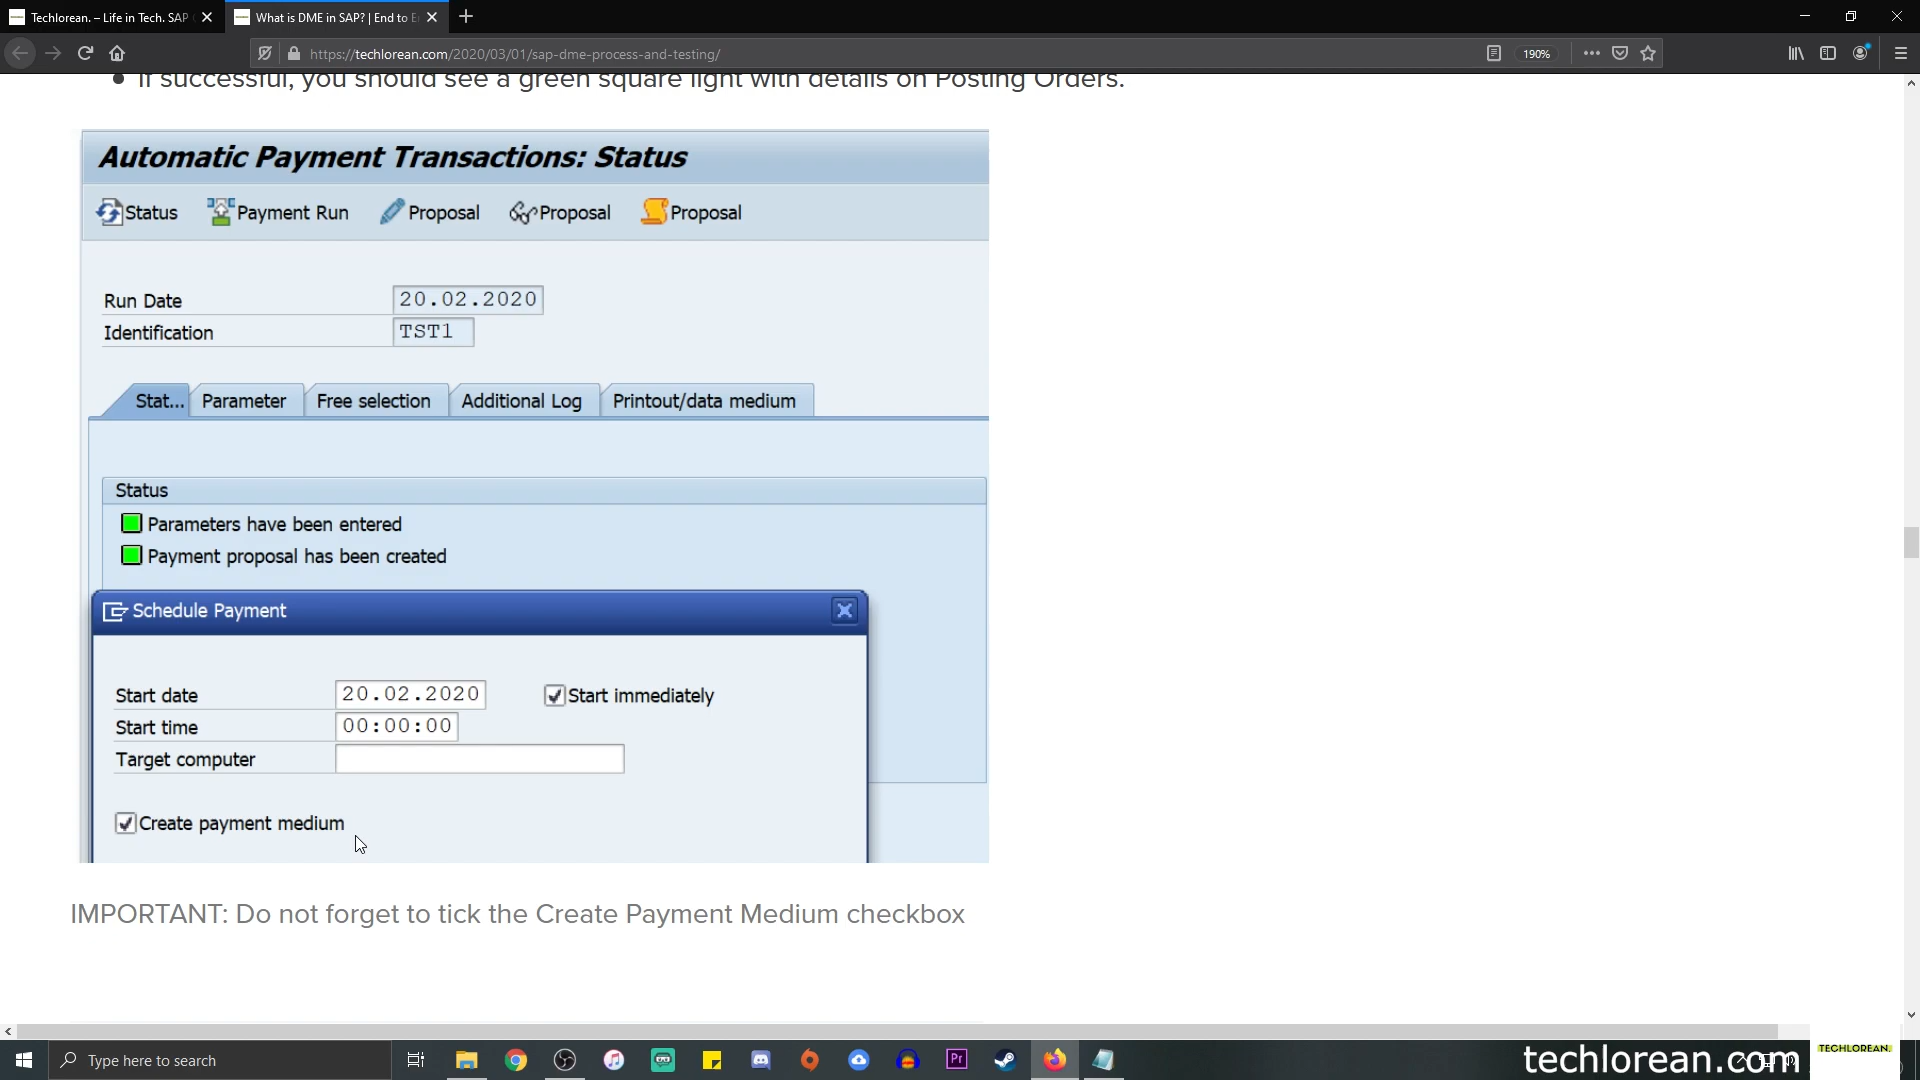 Techlorean. – Life in Tech. SAP
What is DME in SAP? | End to E
https://techlorean.com/2020/03/01/sap-dme-process-and-testing/
190%
If successful, you should see a green square light with details on Posting Orders.
Automatic Payment Transactions: Status
Status Payment Run Proposal Proposal Proposal
Run Date 20.02.2020
Identification TST1
Stat... Parameter Free selection Additional Log Printout/data medium
Status
Parameters have been entered
Payment proposal has been created
Schedule Payment
Start date 20.02.2020 Start immediately
Start time 00:00:00
Target computer
Create payment medium
IMPORTANT: Do not forget to tick the Create Payment Medium checkbox
Type here to search
Pr
techlorean.com
TECHLOREAN.